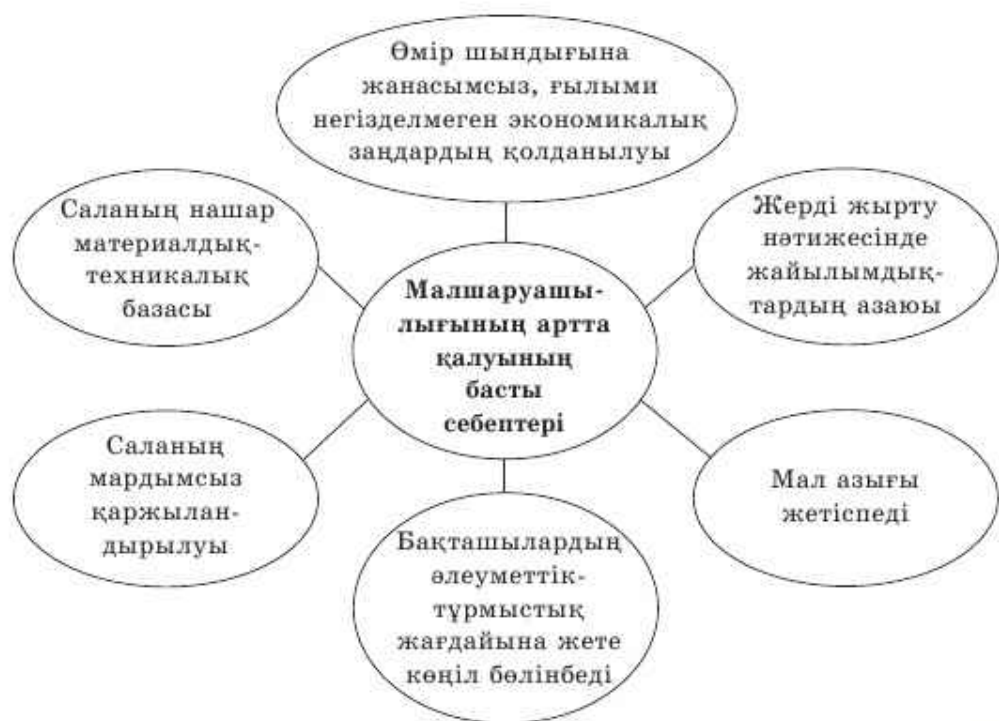 Өмір шындығына
жанасымсыз, ғылыми
негізделмеген экономикалық
заңдардың қолданылуы
Саланың нашар
материалдық-
техникалық
базасы
Жерді жырту
нәтижесінде
жайылымдық-
тардың азаюы
Малшаруашы-
лығының артта
қалуының
басты
себептері
Саланың
мардымсыз
қаржылан-
дырылуы
Мал азығы
жетіспеді
Бақташылардың
әлеуметтік-
тұрмыстық
жағдайына жете
көңіл бөлінбеді